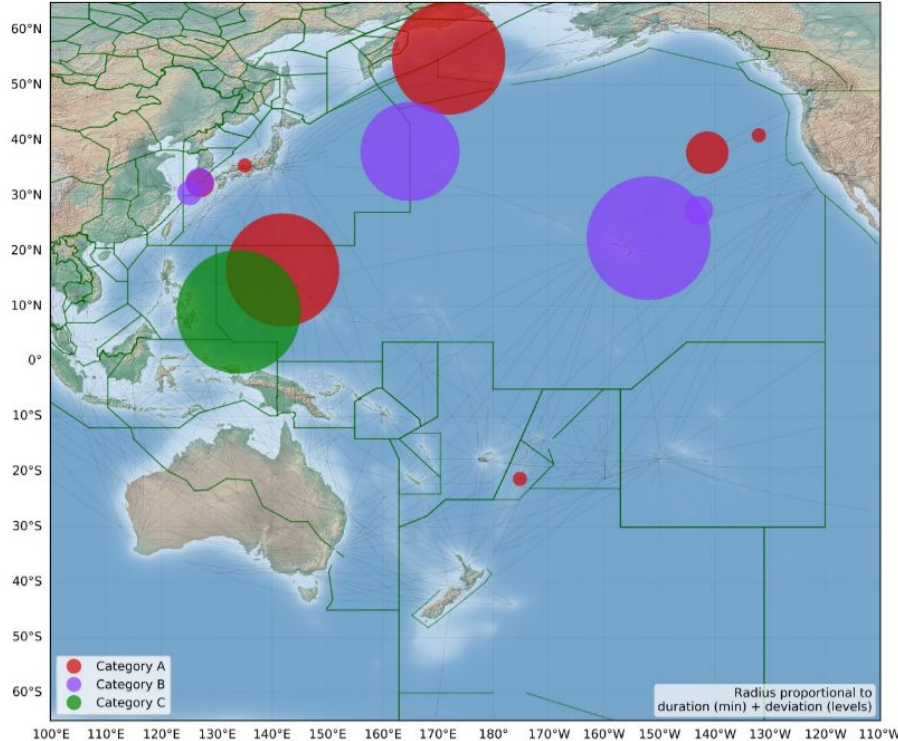 60°N
50°N
40°N
30°N
20°N
10°N
0°
10°S
20°S
30°S
40°S
50°S
60°S
Category A
Category B
Category C
Radius proportional to
duration (min) + deviation (levels)
100°E 110°E 120°E 130°E 140°E 150°E 160°E 170°E 180°E 170°W 160°W 150°W 140°W 130°W 120°W 110°W